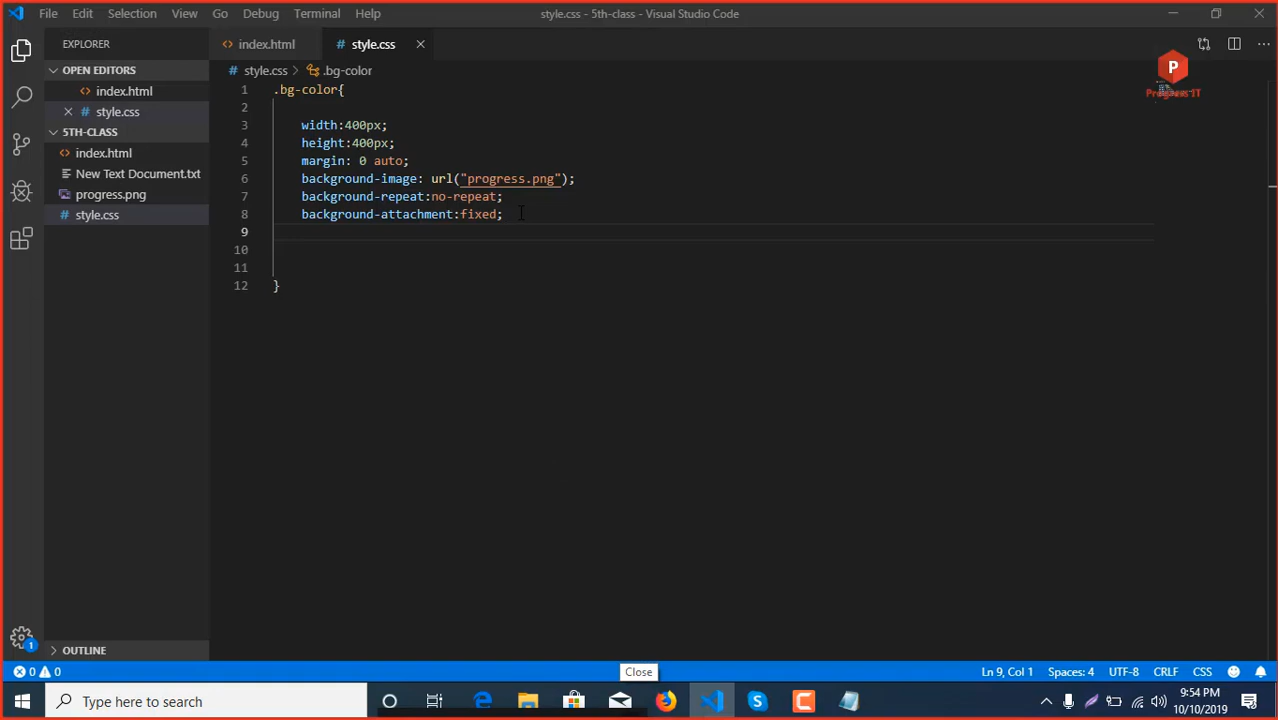 File Edit Selection View Go Debug Terminal Help
style.css - 5th-class - Visual Studio Code
EXPLORER
OPEN EDITORS
index.html
style.css
5TH-CLASS
index.html
New Text Document.txt
progress.png
style.css
OUTLINE
index.html style.css
style.css .bg-color
P
Progress IT
1 .bg-color{
2
3 width:400px;
4 height:400px;
5 margin: 0 auto;
6 background-image: url("progress.png");
7 background-repeat:no-repeat;
8 background-attachment:fixed;
9
10
11
12 }
1
0 0
Close
Ln 9, Col 1 Spaces: 4 UTF-8 CRLF CSS
Type here to search
9:54 PM
10/10/2019